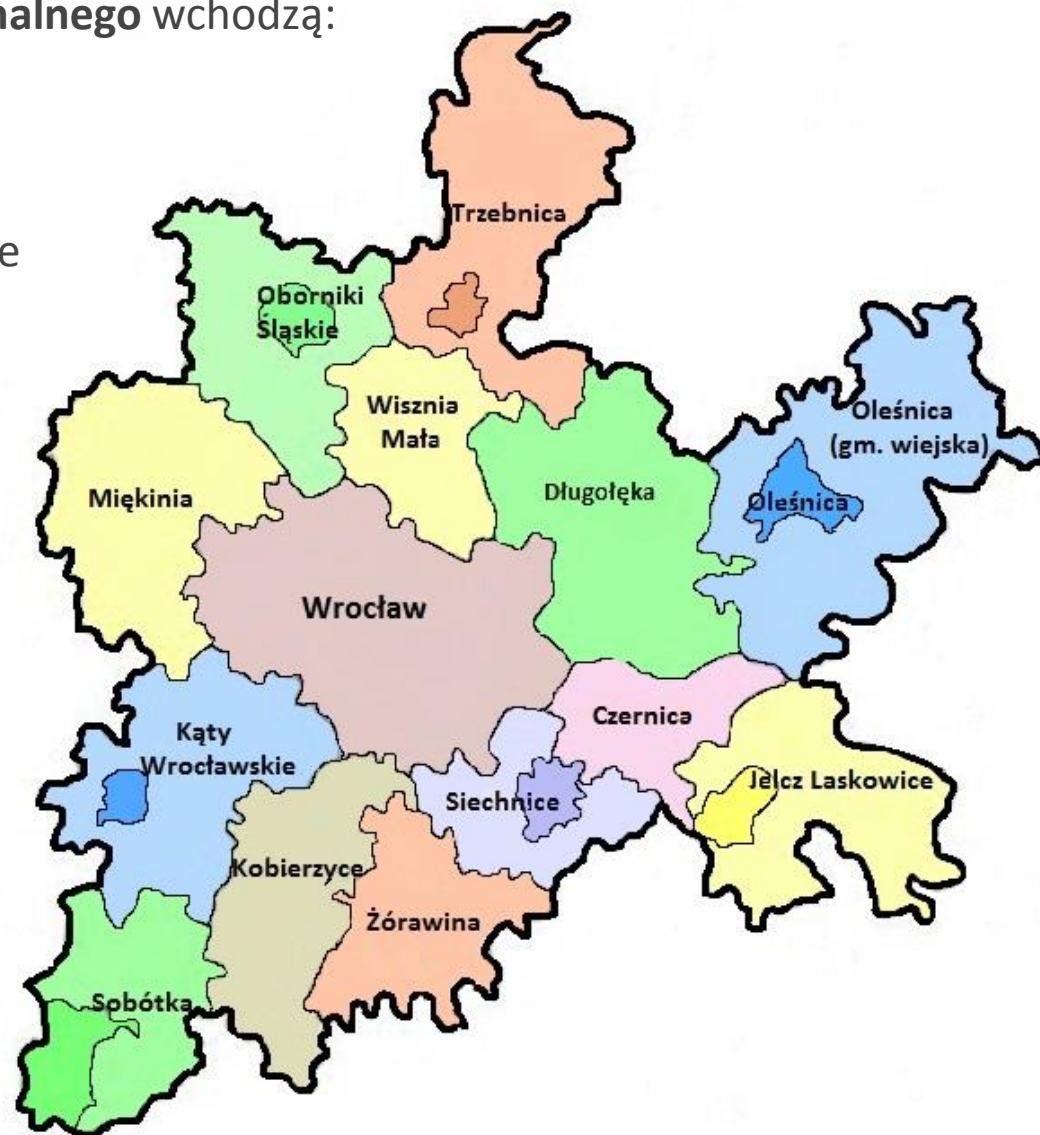 nalnego wchodzą:
e
Trzebnica
Oborniki
Śląskie
Wisznia
Mała
Oleśnica
(gm. wiejska)
Miękinia
Długołęka
Oleśnica
Wrocław
Czernica
Kąty
Wrocławskie
Siechnice
Jelcz Laskowice
Kobierzyce
Żórawina
Sobótka